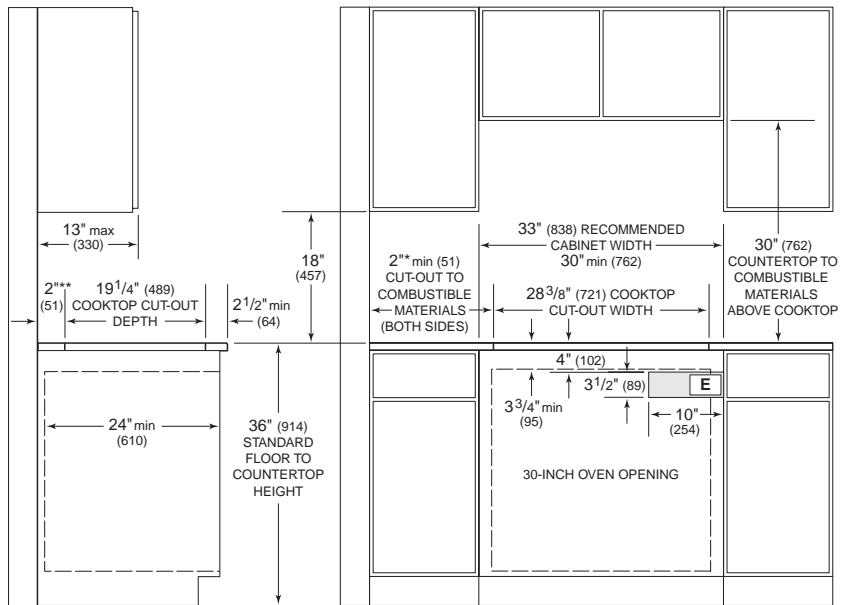 13" max
(330)
18"
(457)
33" (838) RECOMMENDED
CABINET WIDTH
30" min (762)
2"* min (51)
CUT-OUT TO
COMBUSTIBLE
MATERIALS
(BOTH SIDES)
30" (762)
COUNTERTOP TO
COMBUSTIBLE
MATERIALS
ABOVE COOKTOP
2"**
(51)
19 1/4" (489)
COOKTOP CUT-OUT
DEPTH
2 1/2" min
(64)
28 3/8" (721) COOKTOP
CUT-OUT WIDTH
4" (102)
3 1/2" (89)
E
3 3/4" min
(95)
10"
(254)
24" min
(610)
36" (914)
STANDARD
FLOOR TO
COUNTERTOP
HEIGHT
30-INCH OVEN OPENING